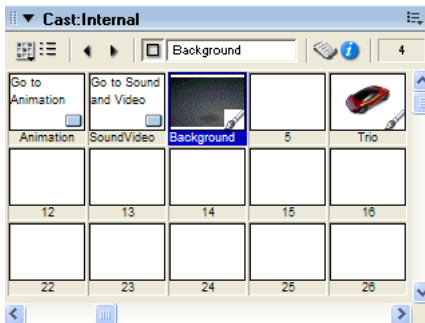 Cast:Internal
Background
4
Go to Animation
Go to Sound and Video
Animation
SoundVideo
Background
5
Trio
12
13
14
15
16
22
23
24
25
26